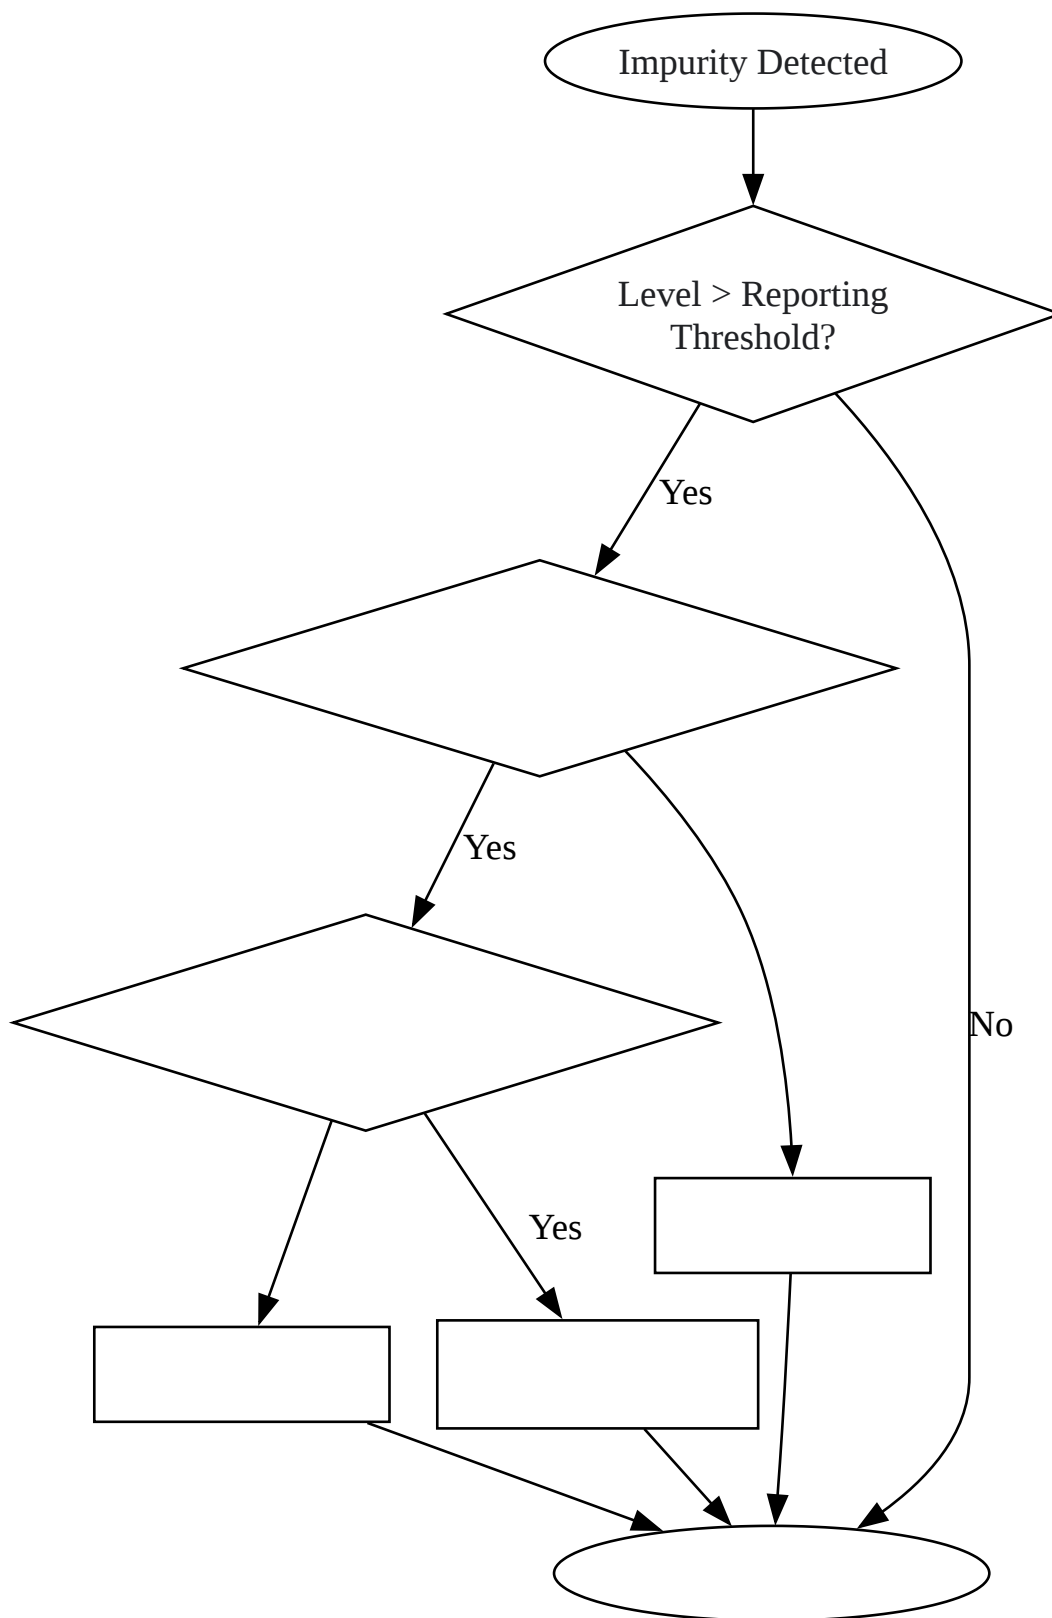 Impurity Detected
Level > Reporting
Threshold?
Yes
Yes
No
Yes